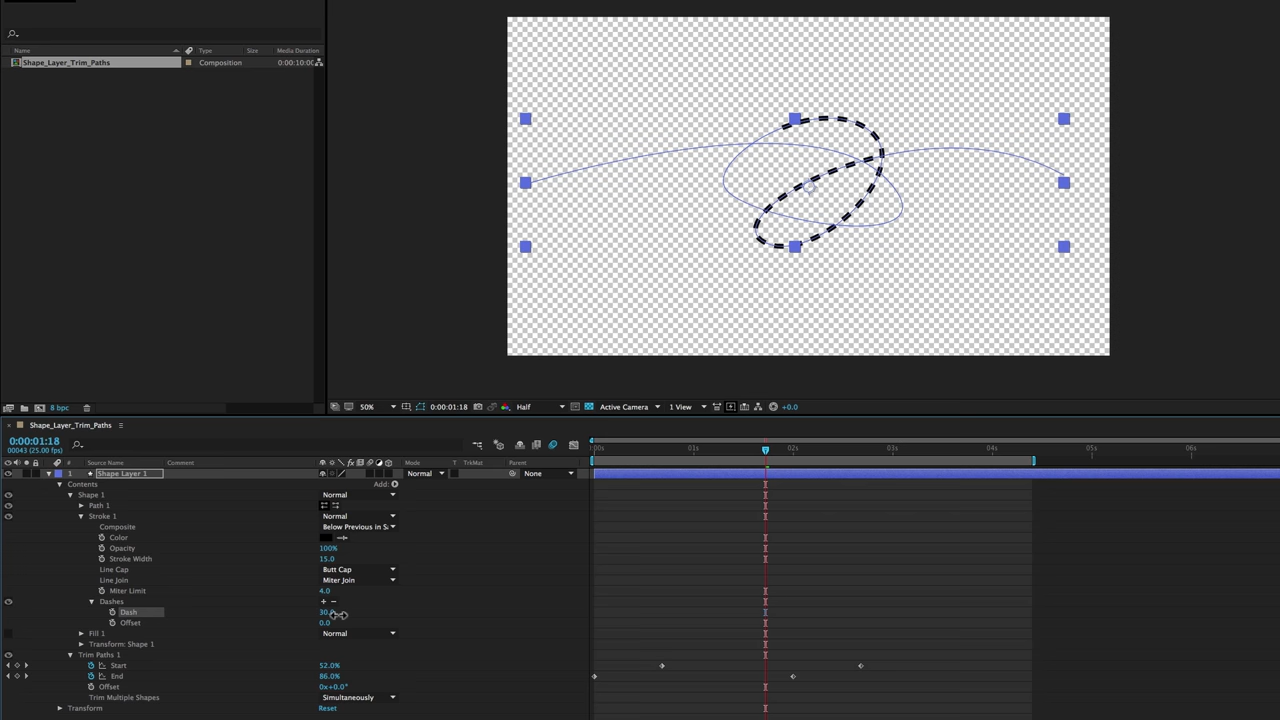 Name Type Size Media Duration
Shape_Layer_Trim_Paths Composition 0:00:10:00
8 bpc
50% 0:00:01:18 Half Active Camera 1 View +0.0
Shape_Layer_Trim_Paths
0:00:01:18
00043 (25.00 fps)
:00s 01s 02s 03s 04s 05s 06s
# Source Name Comment Mode T TrkMat Parent
1 Shape Layer 1 Normal None
Contents Add:
Shape 1 Normal
Path 1
Stroke 1 Normal
Composite Below Previous in Sa
Color
Opacity 100%
Stroke Width 15.0
Line Cap Butt Cap
Line Join Miter Join
Miter Limit 4.0
Dashes + −
Dash 30.0
Offset 0.0
Fill 1 Normal
Transform: Shape 1
Trim Paths 1
Start 52.0%
End 86.0%
Offset 0x+0.0°
Trim Multiple Shapes Simultaneously
Transform Reset